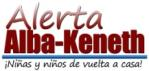 Alerta
Alba-Keneth
¡Niñas y niños de vuelta a casa!